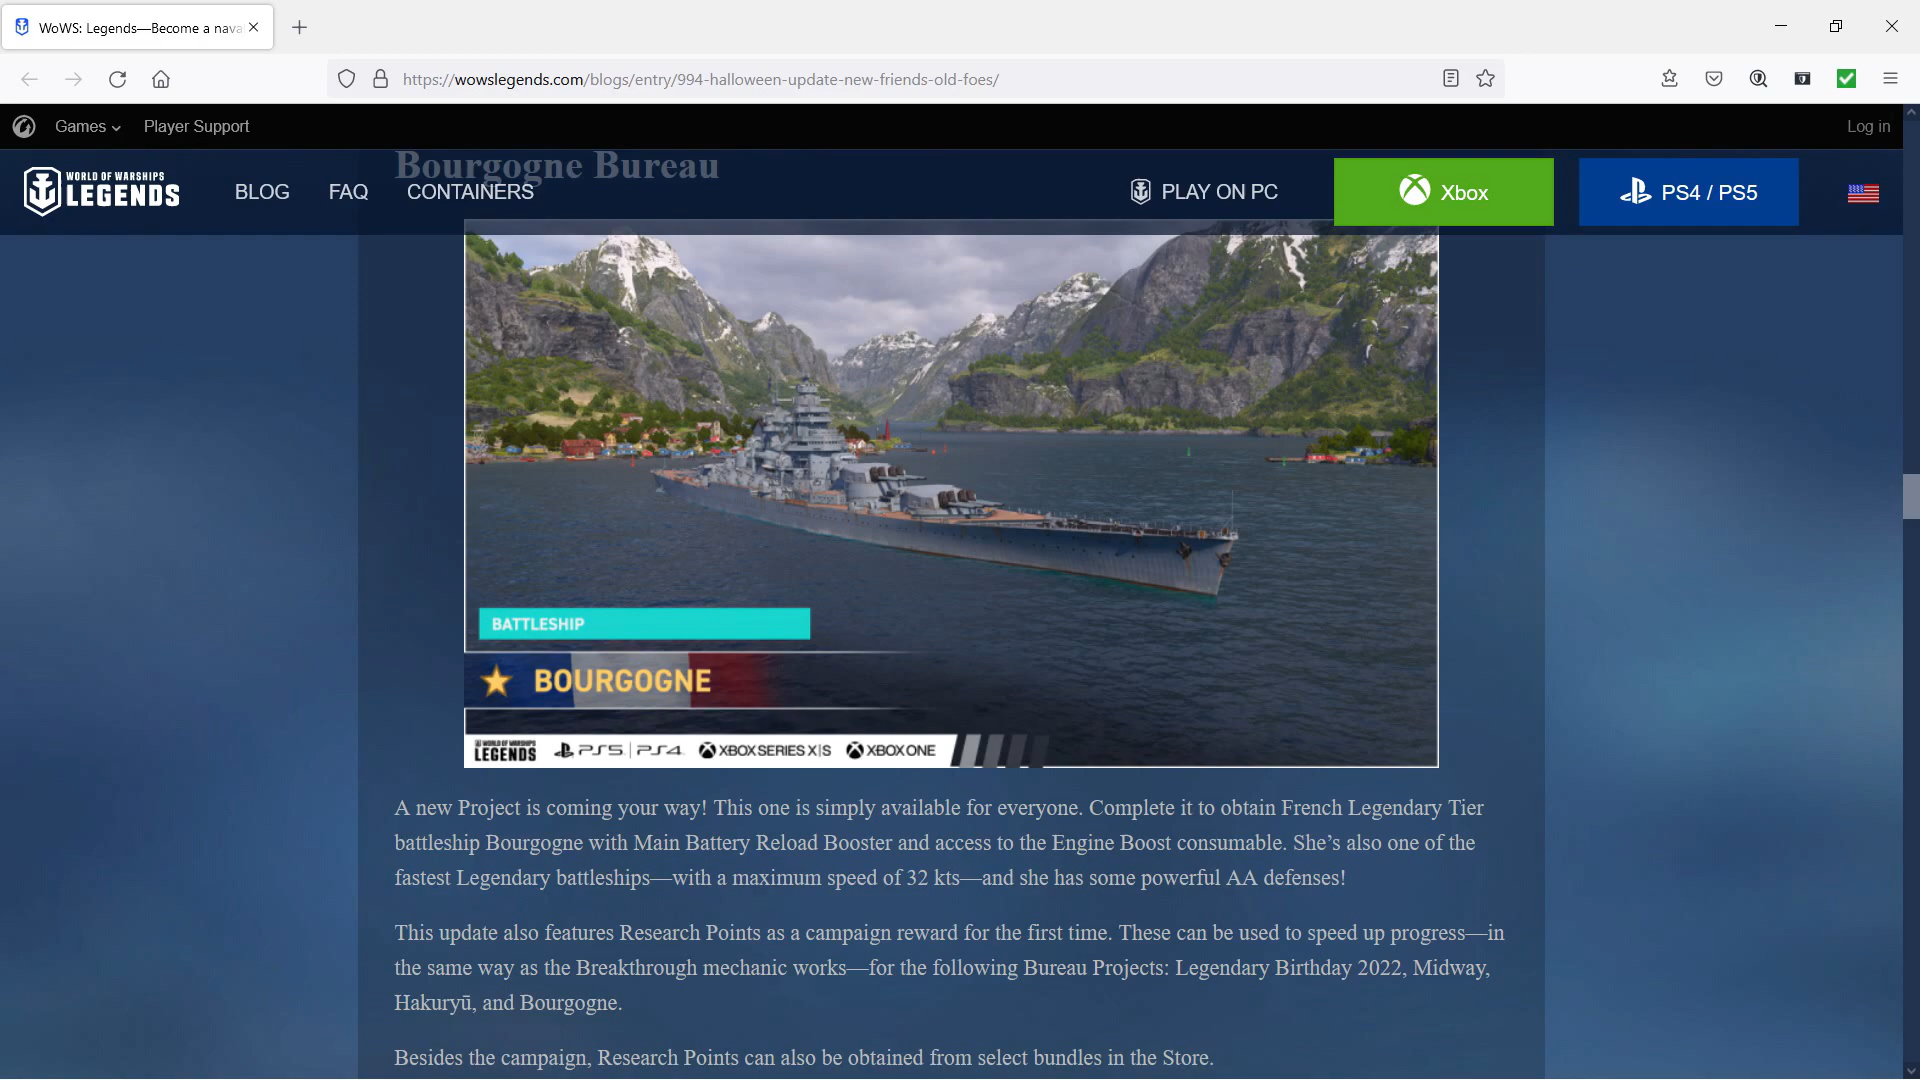 WoWS: Legends—Become a nava
https://wowslegends.com/blogs/entry/994-halloween-update-new-friends-old-foes/
Games
Player Support
Log in
Bourgogne Bureau
WORLD OF WARSHIPS
LEGENDS
BLOG
FAQ
CONTAINERS
PLAY ON PC
Xbox
PS4 / PS5
BATTLESHIP
BOURGOGNE
WORLD OF WARSHIPS
LEGENDS
PS5 | PS4
XBOX SERIES X|S
XBOX ONE
A new Project is coming your way! This one is simply available for everyone. Complete it to obtain French Legendary Tier
battleship Bourgogne with Main Battery Reload Booster and access to the Engine Boost consumable. She’s also one of the
fastest Legendary battleships—with a maximum speed of 32 kts—and she has some powerful AA defenses!
This update also features Research Points as a campaign reward for the first time. These can be used to speed up progress—in
the same way as the Breakthrough mechanic works—for the following Bureau Projects: Legendary Birthday 2022, Midway,
Hakuryū, and Bourgogne.
Besides the campaign, Research Points can also be obtained from select bundles in the Store.